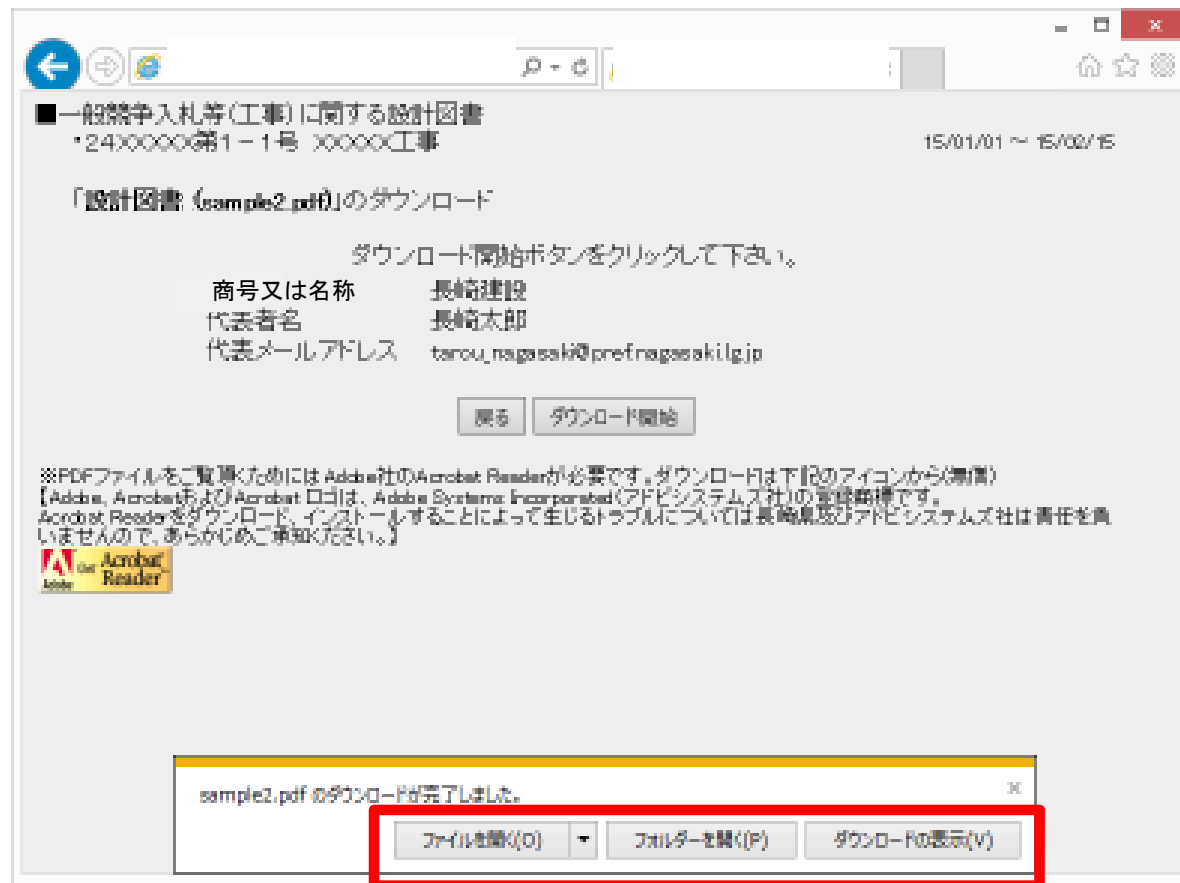 ■一般競争入札等(工事)に関する設計図書
・24XXXXX第1-1号 XXXXX工事 15/01/01 ～ 15/02/15
「設計図書 (sample2.pdf)」のダウンロード
ダウンロード開始ボタンをクリックして下さい。
商号又は名称 長崎建設
代表者名 長崎太郎
代表メールアドレス tarou_nagasaki@pref.nagasaki.lg.jp
戻る ダウンロード開始
※PDFファイルをご覧頂くためにはAdobe社のAcrobat Readerが必要です。ダウンロードは下記のアイコンから(無償)
【Adobe, AcrobatおよびAcrobat ロゴは、Adobe Systems Incorporated(アドビシステムズ社)の登録商標です。
Acrobat Readerをダウンロード、インストールすることによって生じるトラブルについては長崎県及びアドビシステムズ社は責任を負
いませんので、あらかじめご承知ください。】
Get Acrobat
Adobe Reader
sample2.pdf のダウンロードが完了しました。
ファイルを開く(O) ▼ フォルダーを開く(P) ダウンロードの表示(V)